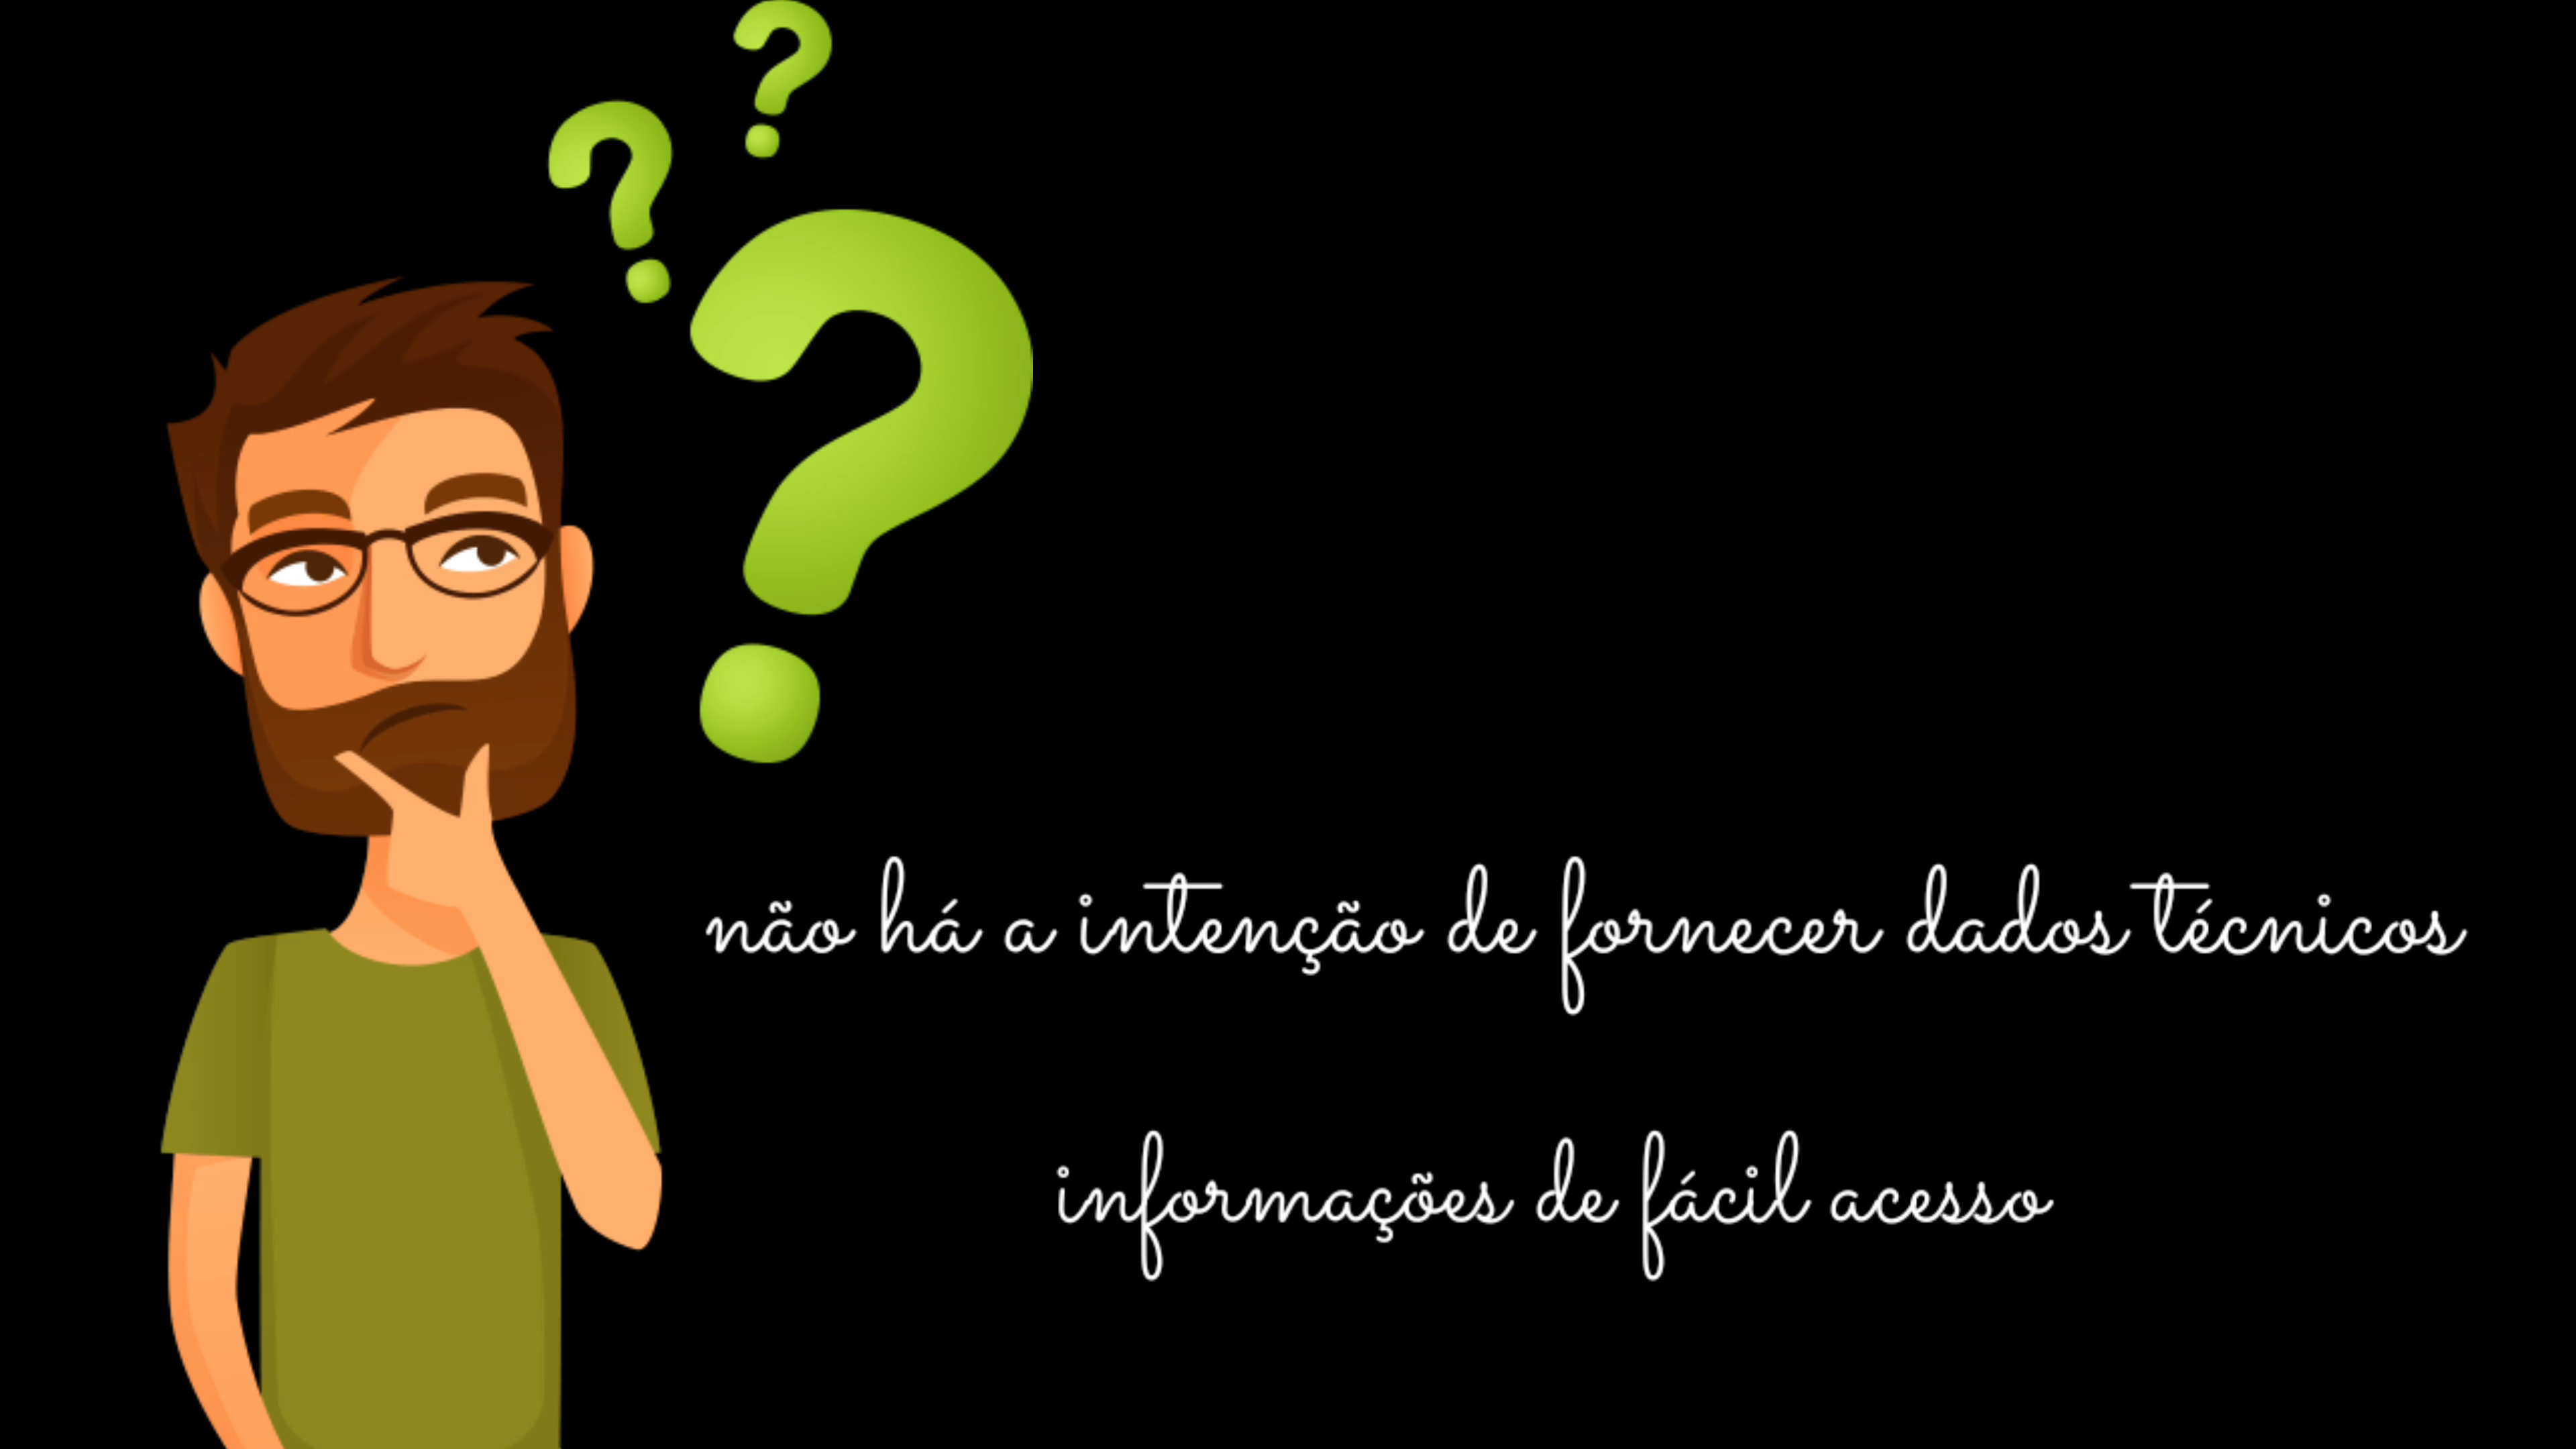 não há a intenção de fornecer dados técnicos
informações de fácil acesso